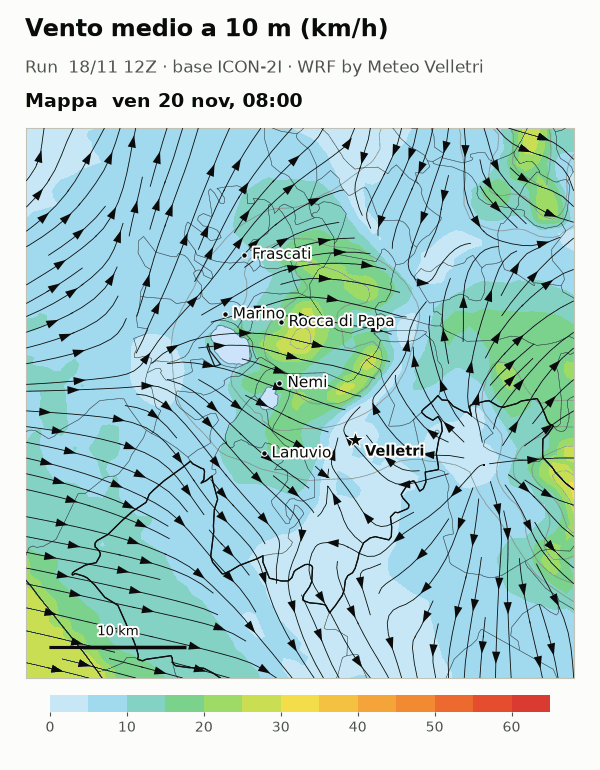 Vento medio a 10 m (km/h)
Run  18/11 12Z · base ICON-2I · WRF by Meteo Velletri
Mappa  ven 20 nov, 08:00
Frascati
Marino
Rocca di Papa
Nemi
Velletri
Lanuvio
10 km
0 10 20 30 40 50 60